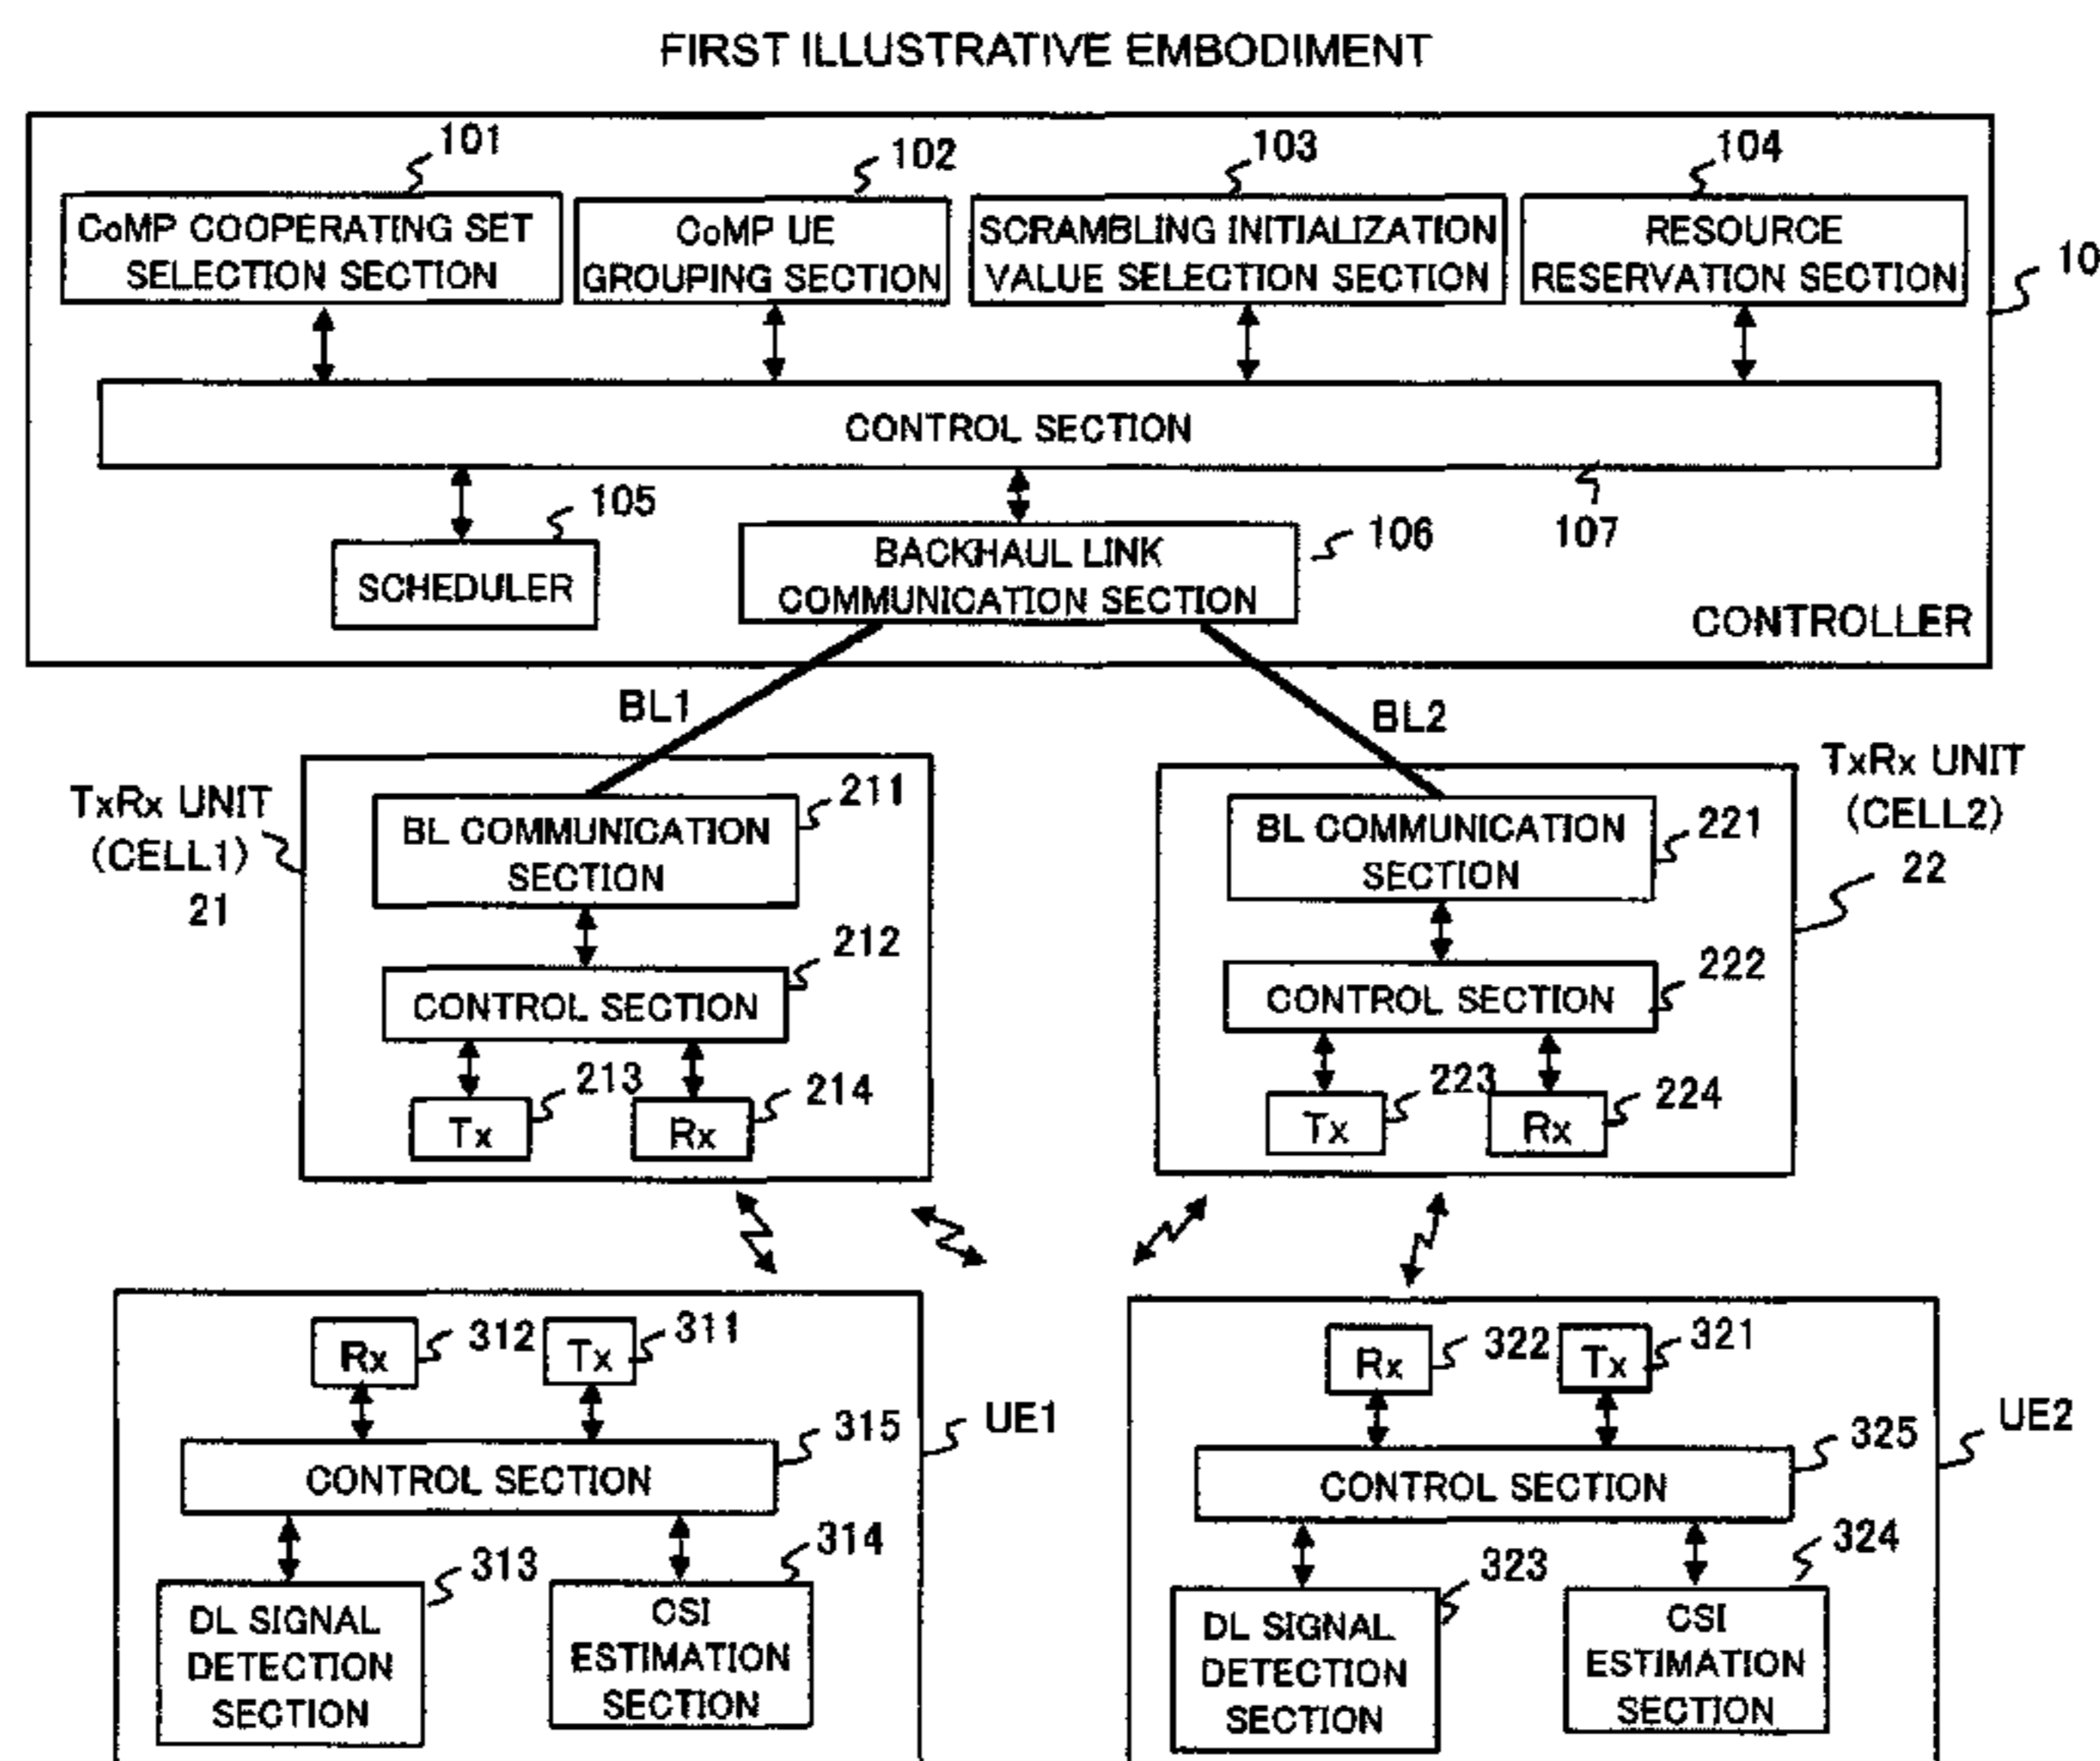 FIRST ILLUSTRATIVE EMBODIMENT
101
102
103
104
CoMP COOPERATING SET
SELECTION SECTION
CoMP UE
GROUPING SECTION
SCRAMBLING INITIALIZATION
VALUE SELECTION SECTION
RESOURCE
RESERVATION SECTION
10
CONTROL SECTION
107
105
SCHEDULER
BACKHAUL LINK
COMMUNICATION SECTION
106
CONTROLLER
BL1
BL2
TxRx UNIT
(CELL1)
21
BL COMMUNICATION
SECTION
211
CONTROL SECTION
212
213
214
Tx
Rx
TxRx UNIT
(CELL2)
22
BL COMMUNICATION
SECTION
221
CONTROL SECTION
222
223
224
Tx
Rx
Rx
312
Tx
311
CONTROL SECTION
315
UE1
DL SIGNAL
DETECTION
SECTION
313
CSI
ESTIMATION
SECTION
314
Rx
322
Tx
321
CONTROL SECTION
325
UE2
DL SIGNAL
DETECTION
SECTION
323
CSI
ESTIMATION
SECTION
324